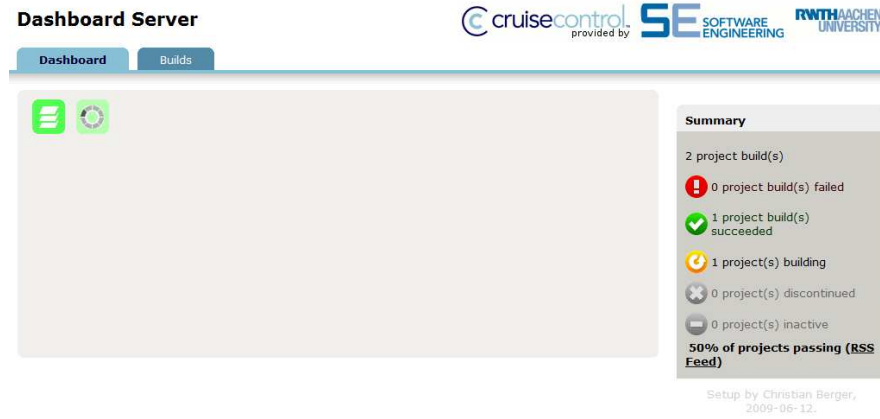 Dashboard Server
cruisecontrol.
provided by
SE SOFTWARE
ENGINEERING
RWTHAACHEN
UNIVERSITY
Dashboard Builds
Summary
2 project build(s)
0 project build(s) failed
1 project build(s)
succeeded
1 project(s) building
0 project(s) discontinued
0 project(s) inactive
50% of projects passing (RSS
Feed)
Setup by Christian Berger,
2009-06-12.